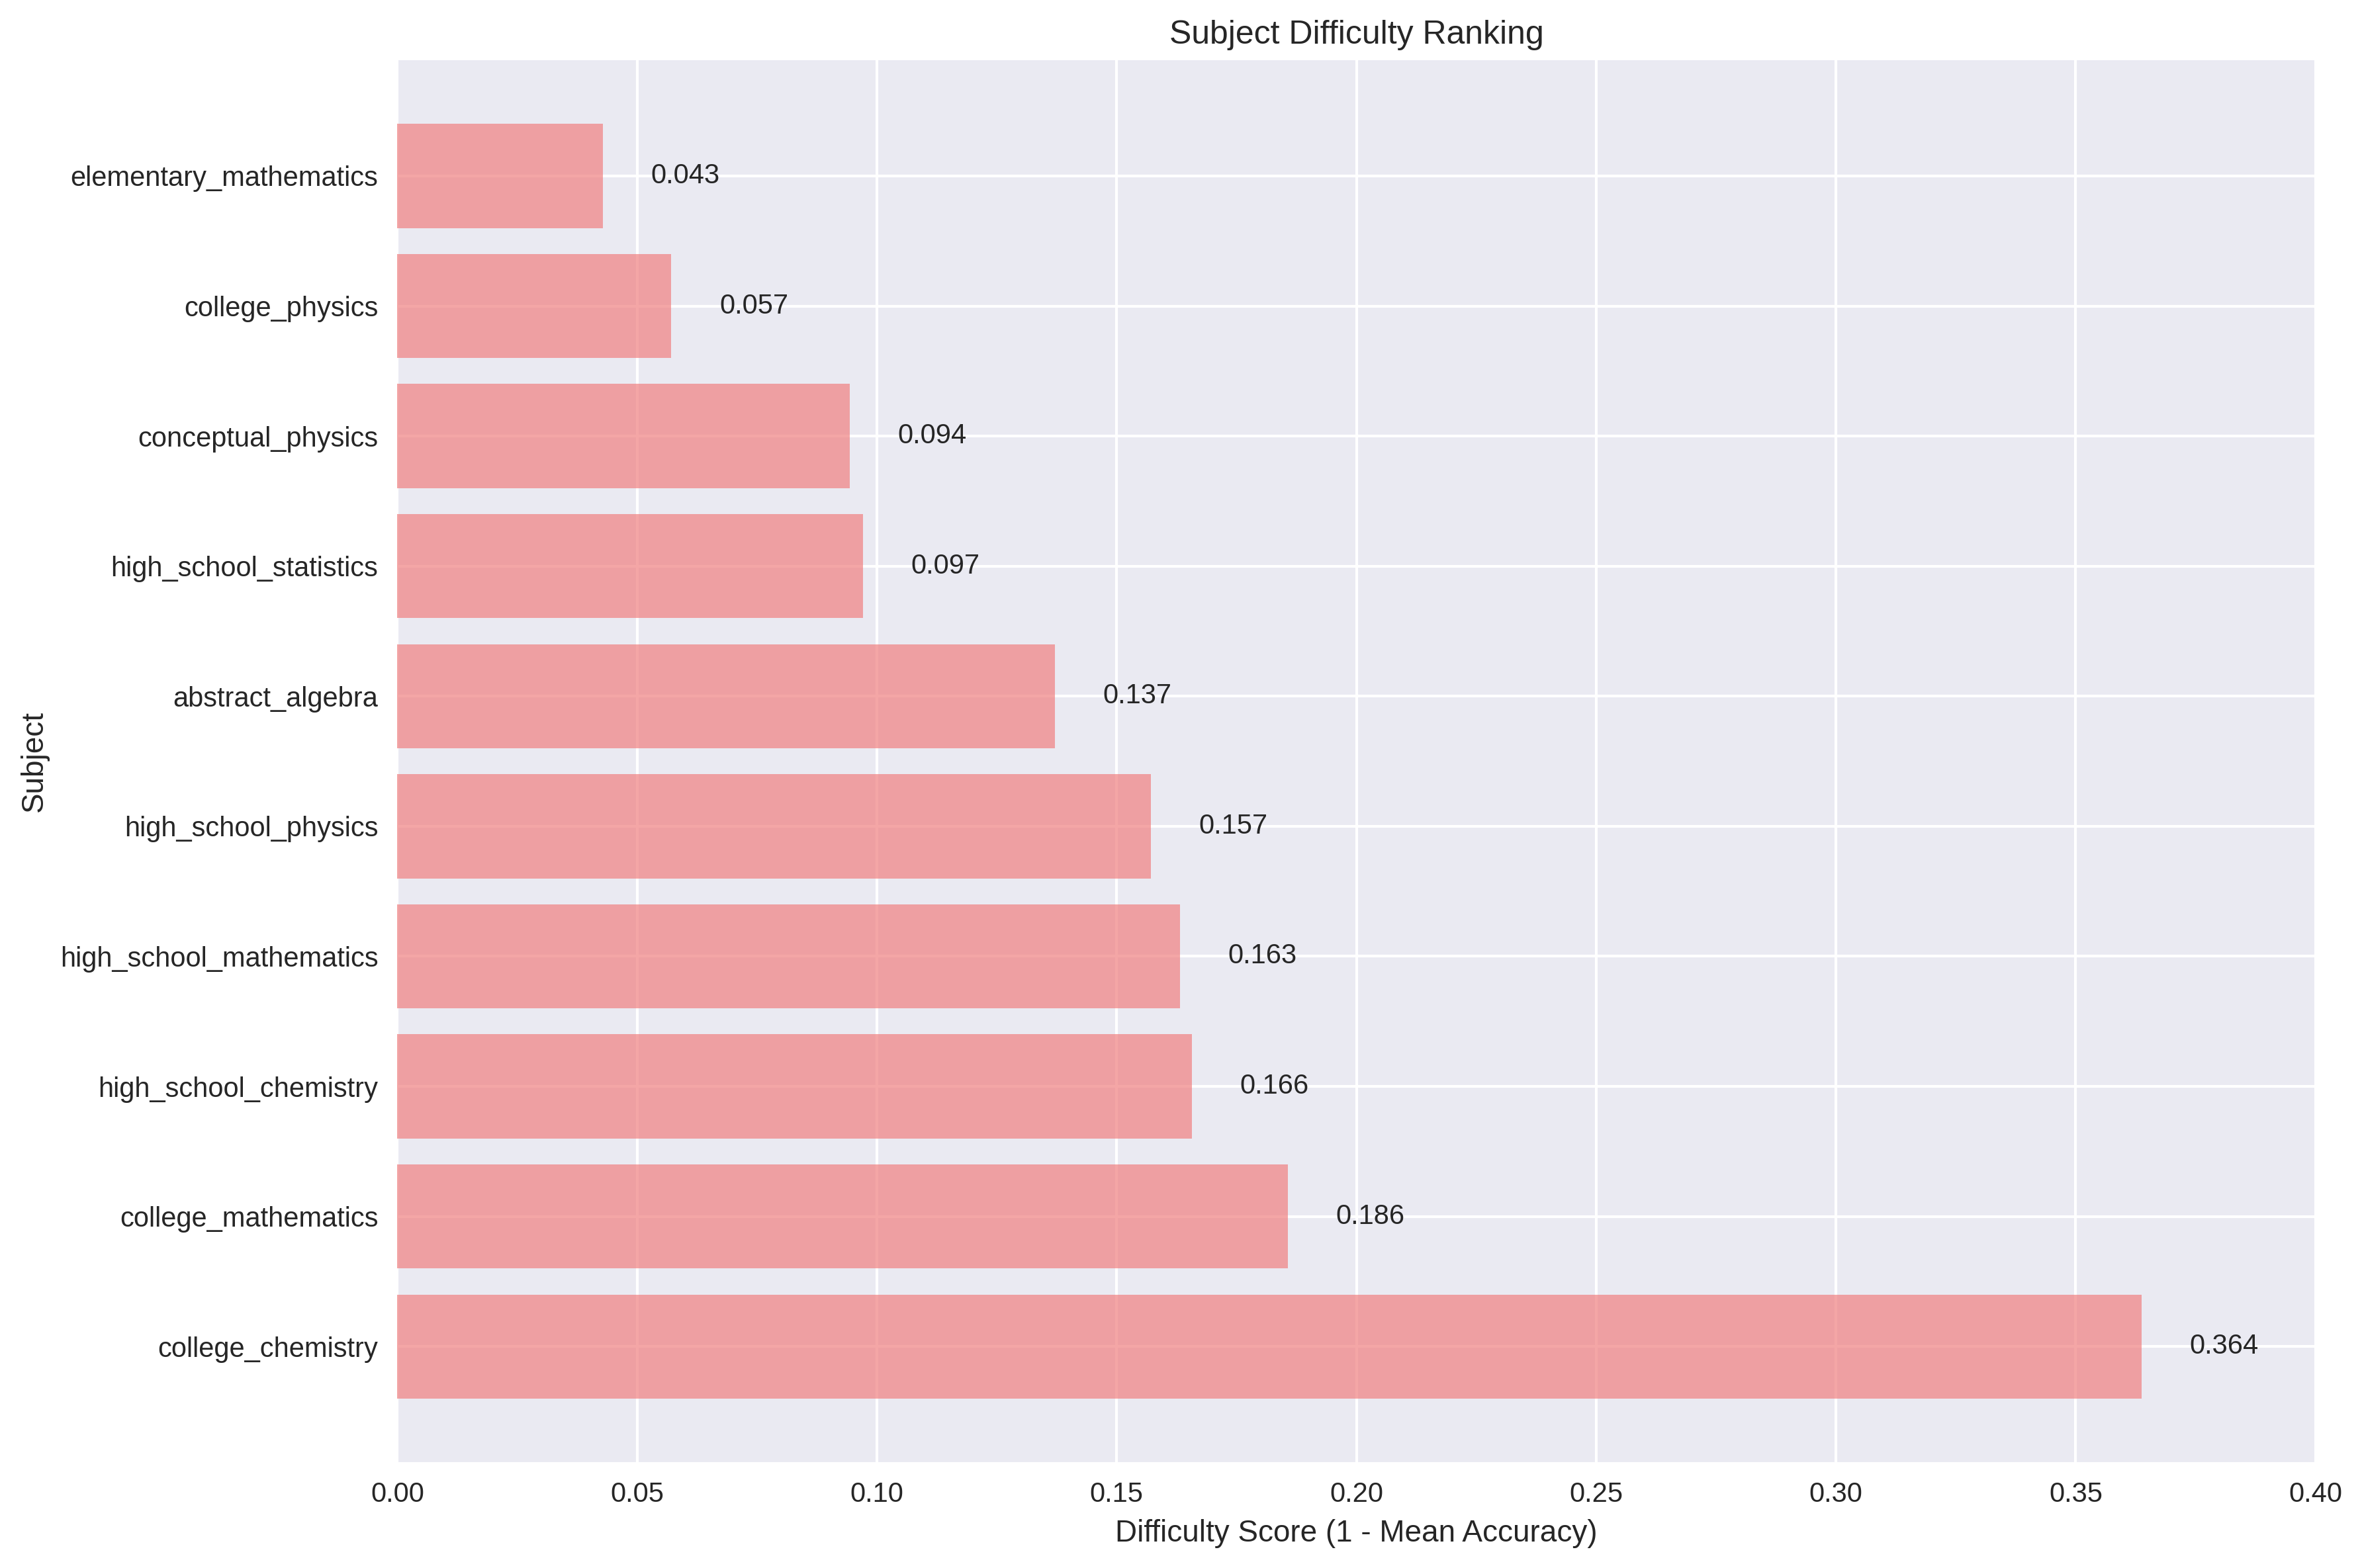 Subject Difficulty Ranking
elementary_mathematics 0.043
college_physics 0.057
conceptual_physics 0.094
high_school_statistics 0.097
abstract_algebra 0.137
high_school_physics 0.157
high_school_mathematics 0.163
high_school_chemistry 0.166
college_mathematics 0.186
college_chemistry 0.364
Subject
0.00 0.05 0.10 0.15 0.20 0.25 0.30 0.35 0.40
Difficulty Score (1 - Mean Accuracy)